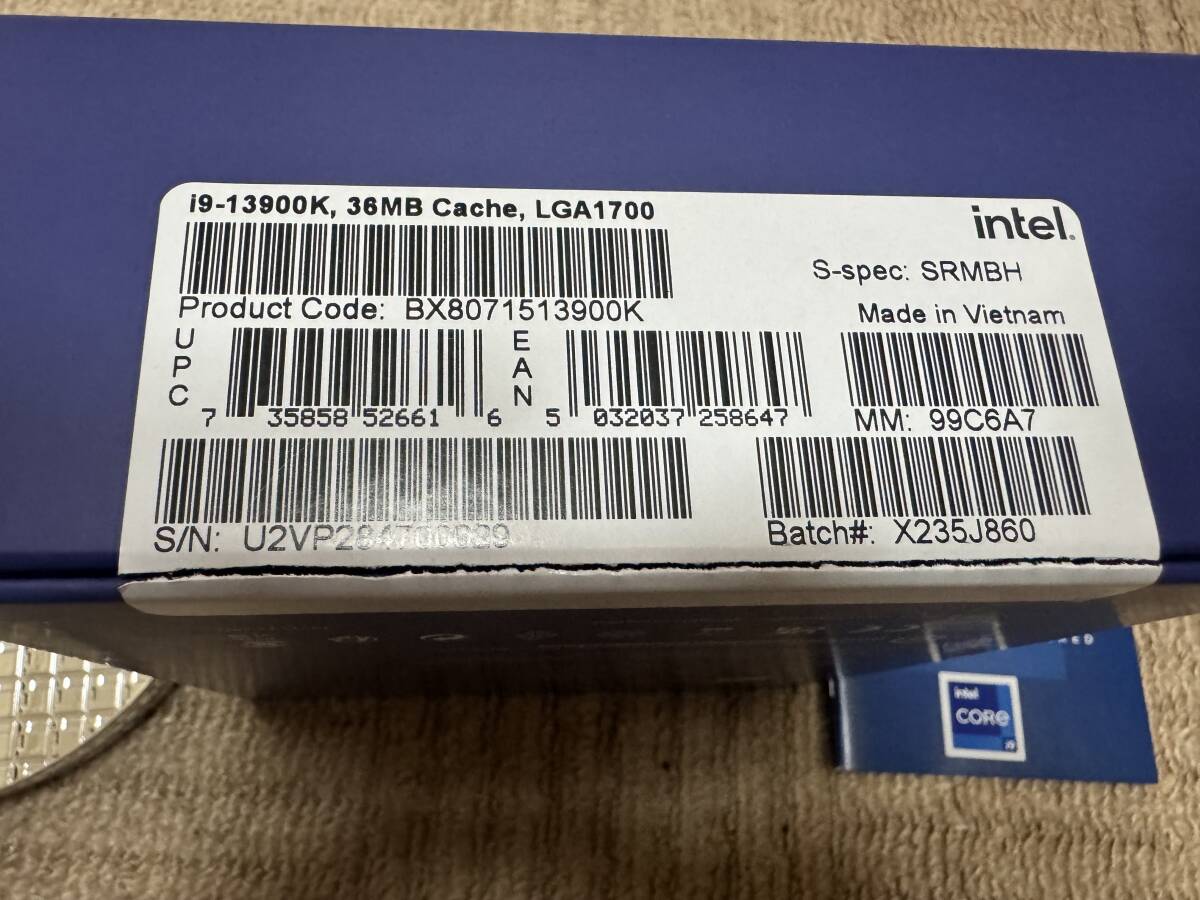 i9-13900K, 36MB Cache, LGA1700
intel.
S-spec: SRMBH
Product Code: BX8071513900K
Made in Vietnam
UPC
7 35858 52661 6
EAN
5 032037 258647
MM: 99C6A7
S/N:
Batch#: X235J860
intel
CORE
i9